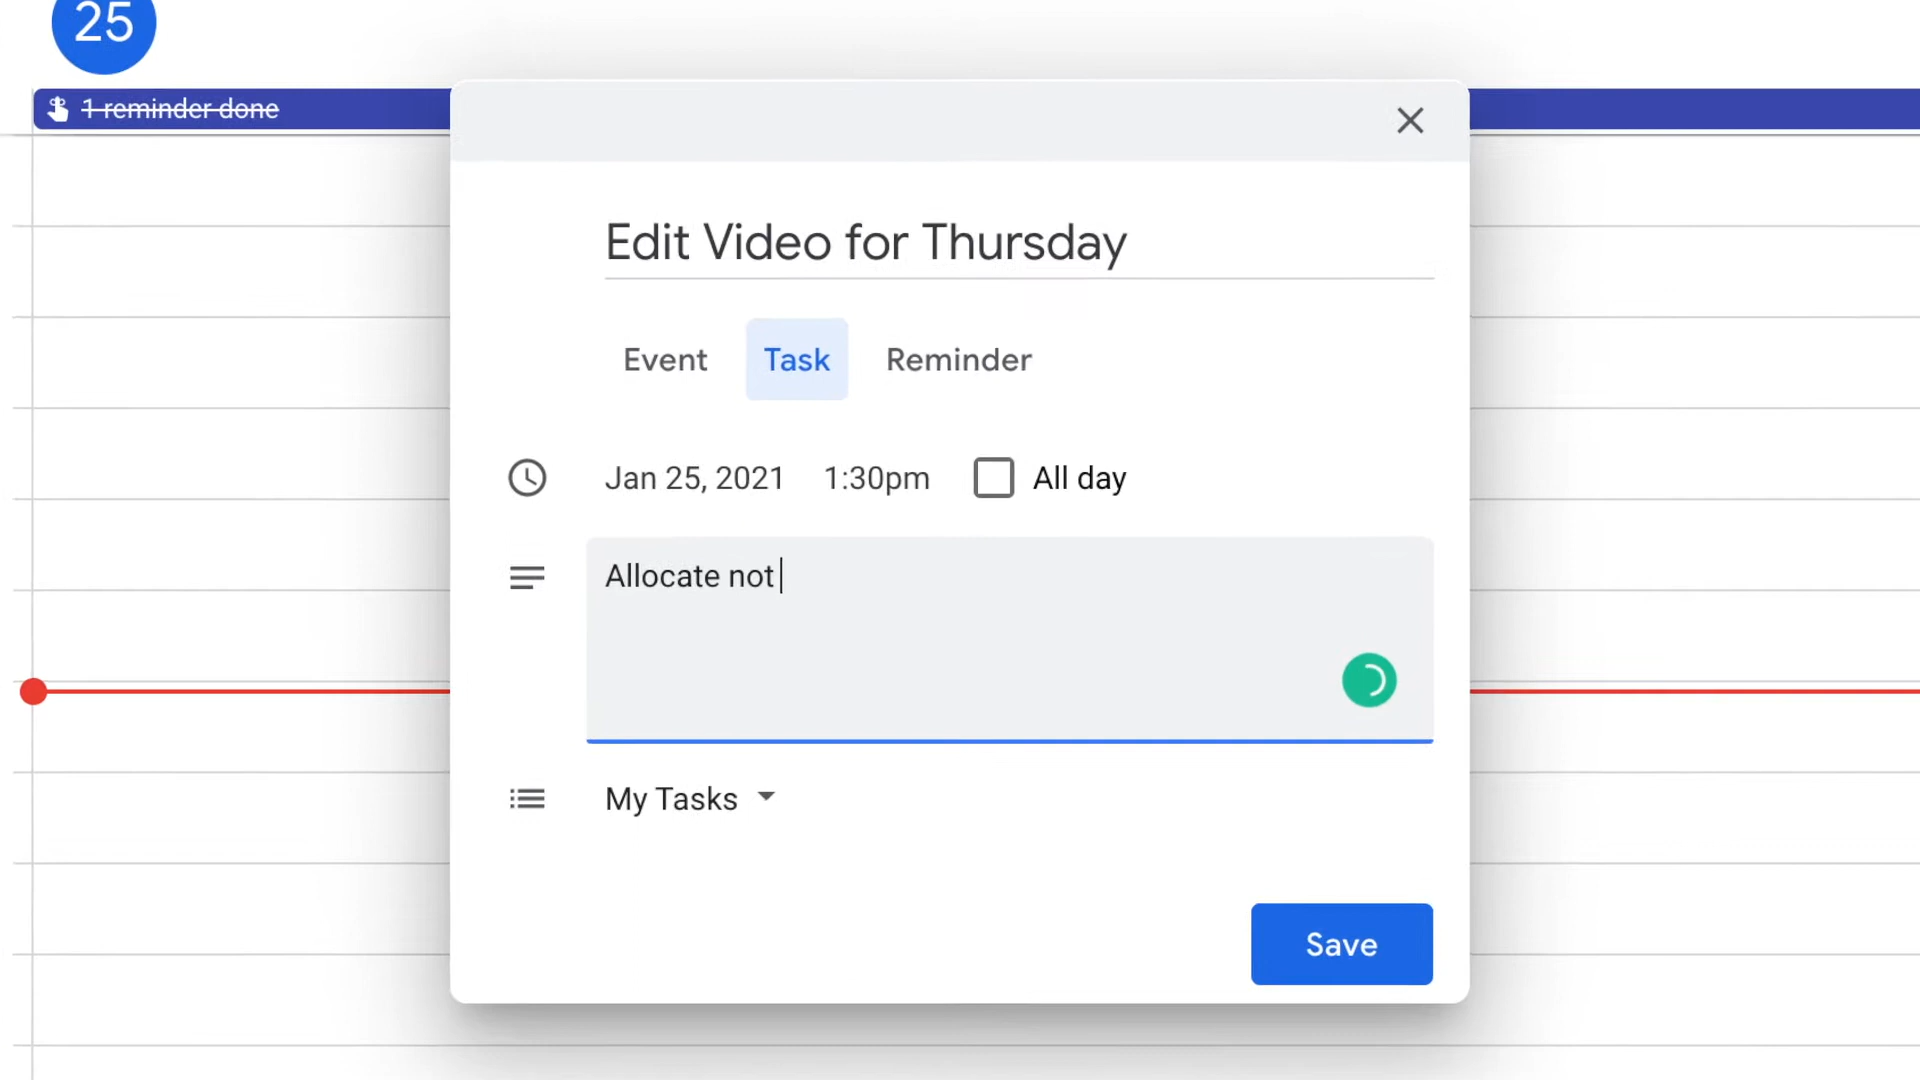 25
1 reminder done
Edit Video for Thursday
Event Task Reminder
Jan 25, 2021 1:30pm All day
Allocate not
My Tasks
Save